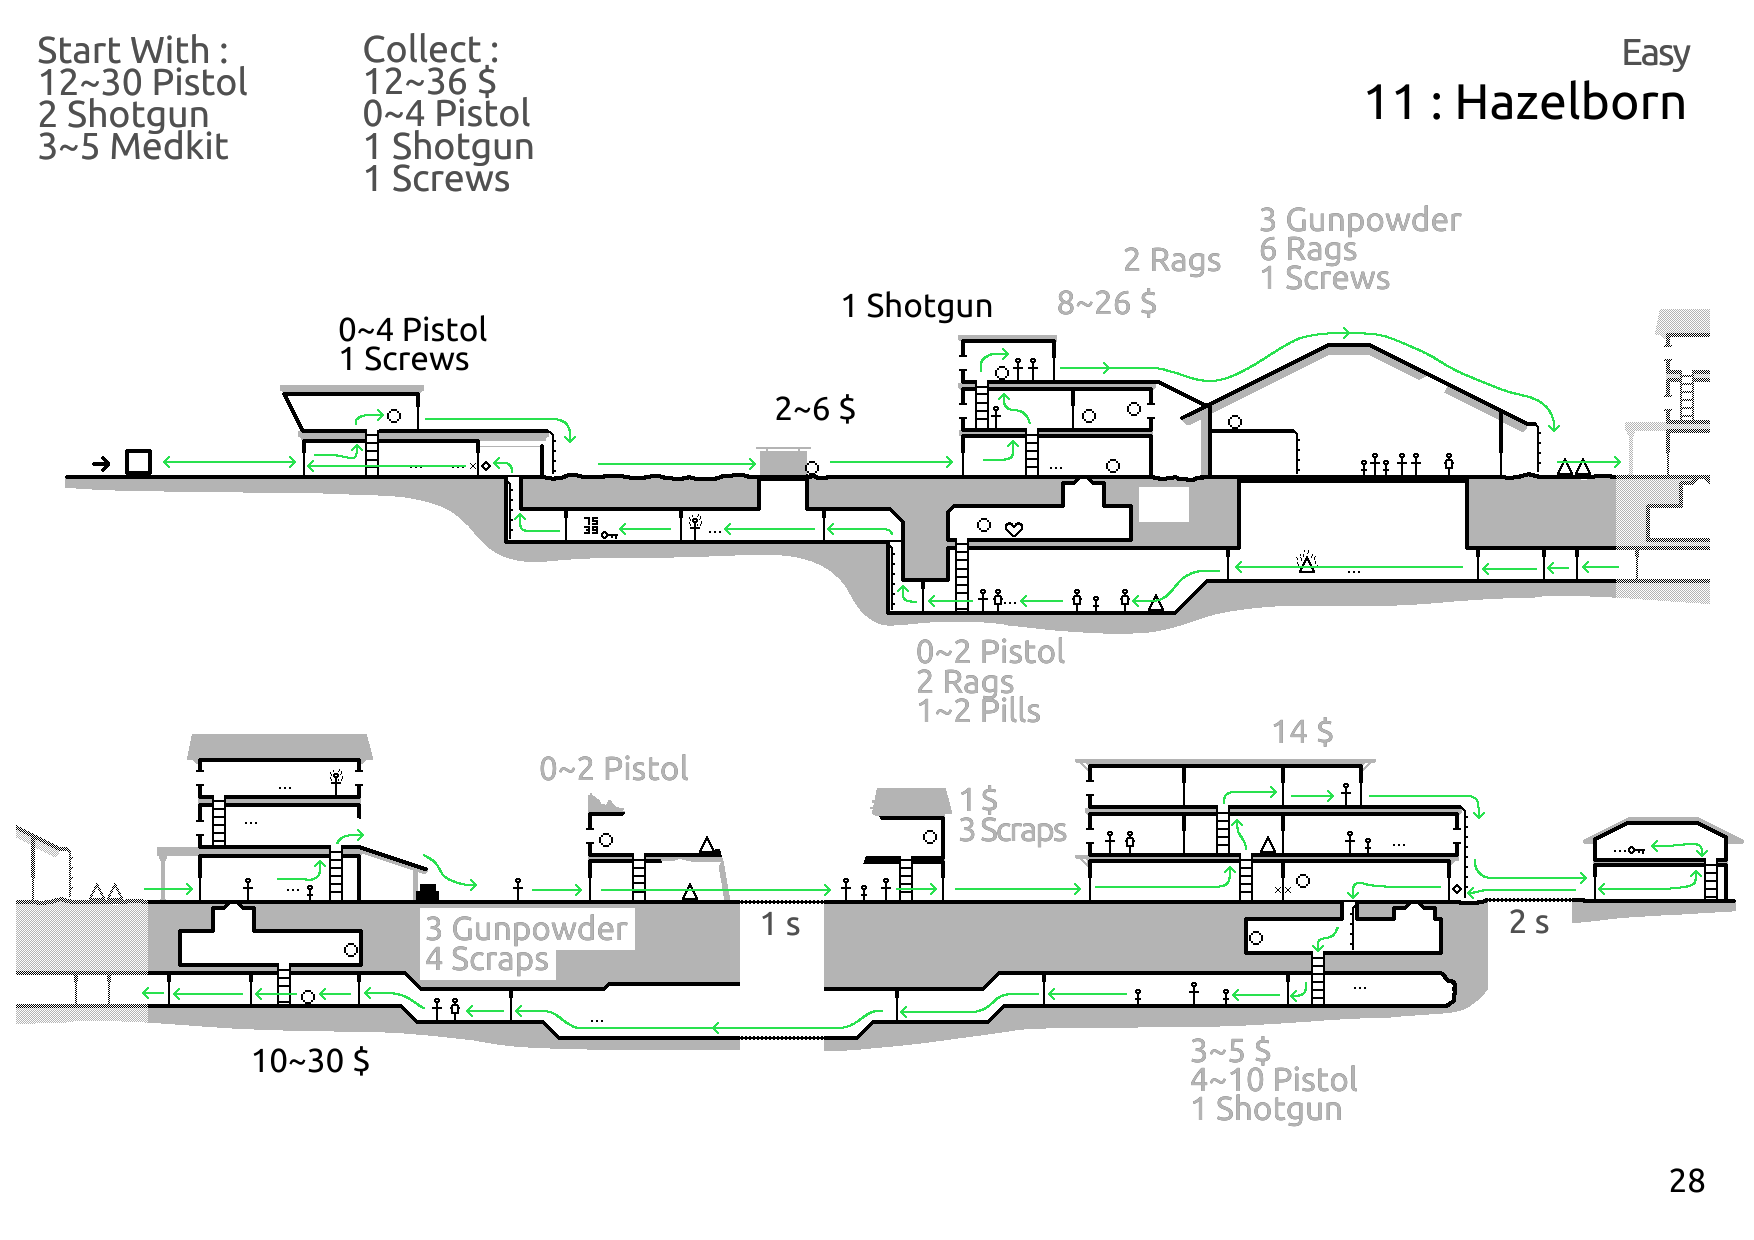 Start With :
12~30 Pistol
2 Shotgun
3~5 Medkit
Collect :
12~36 $
0~4 Pistol
1 Shotgun
1 Screws
Easy
11 : Hazelborn
3 Gunpowder
6 Rags
1 Screws
2 Rags
8~26 $
1 Shotgun
0~4 Pistol
1 Screws
2~6 $
75
39
0~2 Pistol
2 Rags
1~2 Pills
14 $
0~2 Pistol
1 $
3 Scraps
3 Gunpowder
4 Scraps
1 s
2 s
10~30 $
3~5 $
4~10 Pistol
1 Shotgun
28